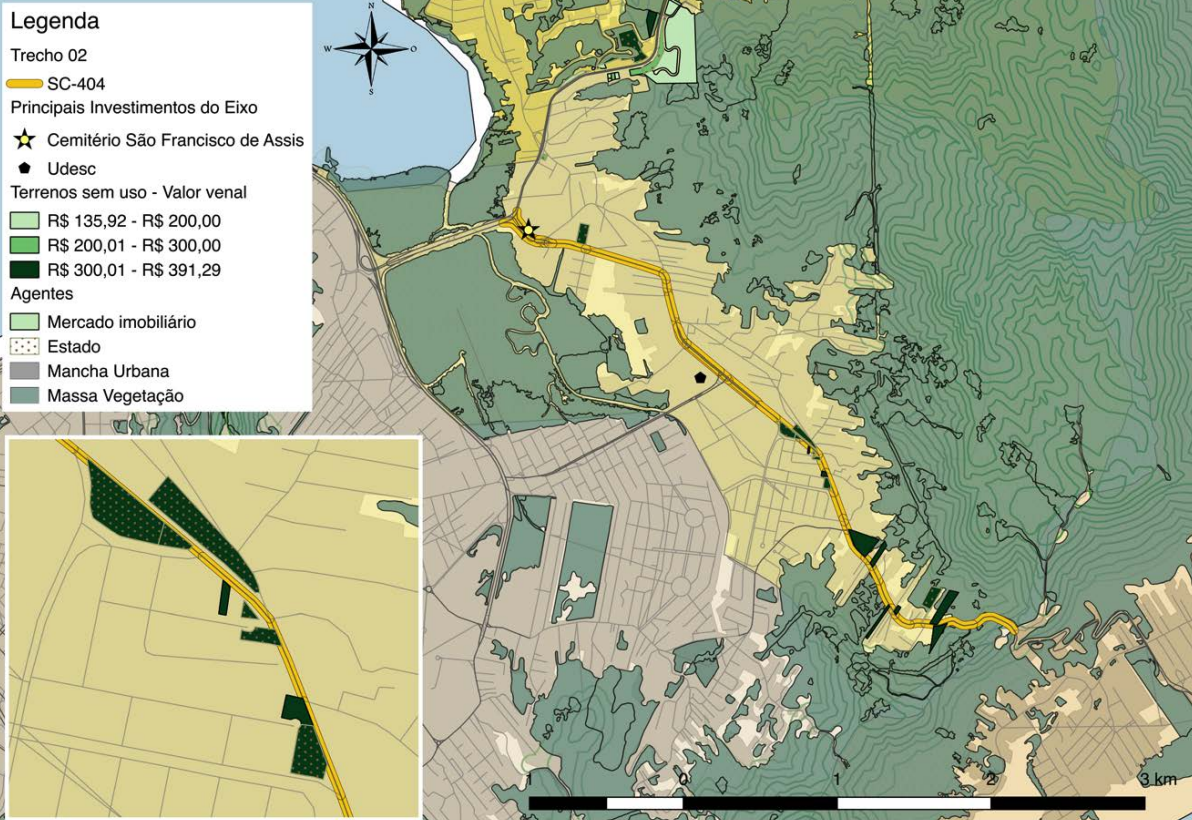 Legenda
Trecho 02
SC-404
Principais Investimentos do Eixo
Cemitério São Francisco de Assis
Udesc
Terrenos sem uso - Valor venal
R$ 135,92 - R$ 200,00
R$ 200,01 - R$ 300,00
R$ 300,01 - R$ 391,29
Agentes
Mercado imobiliário
Estado
Mancha Urbana
Massa Vegetação
N
W O
S
1 0 1 2 3 km